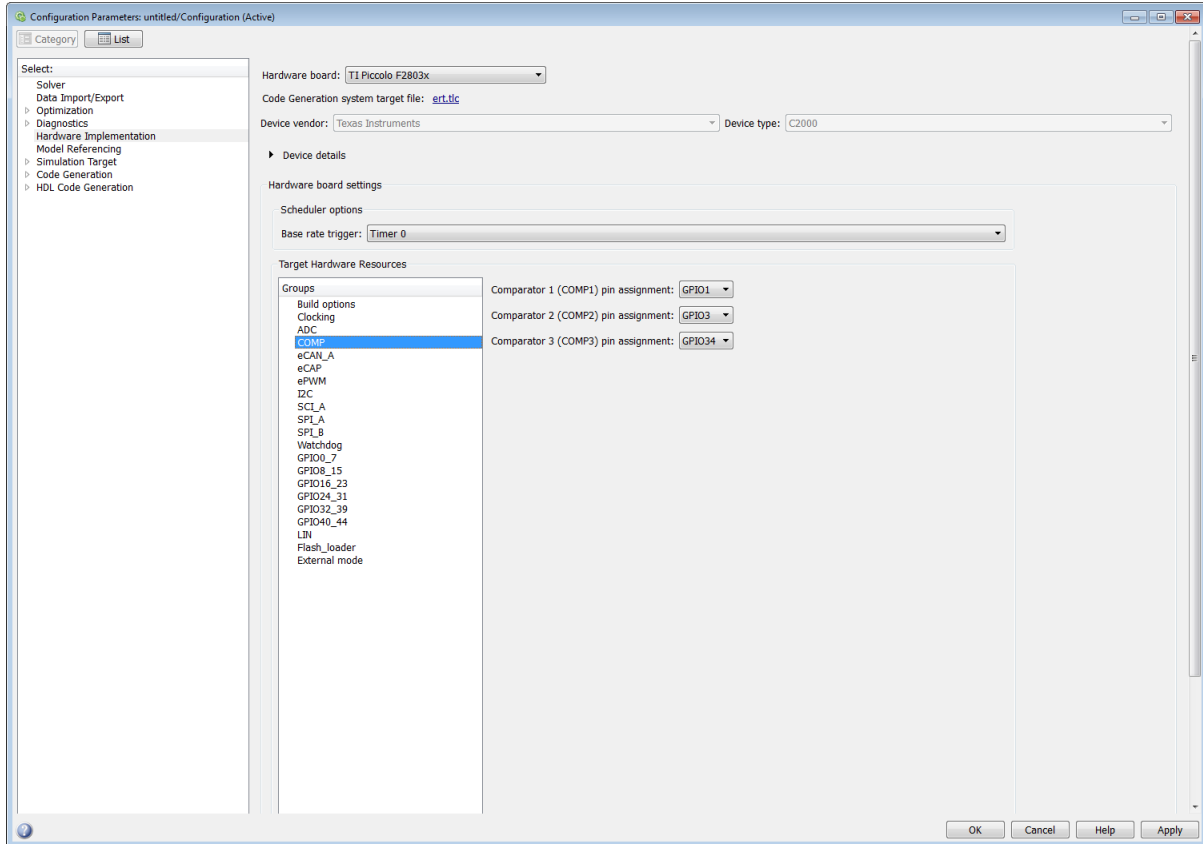 Configuration Parameters: untitled/Configuration (Active)
Category List
Select:
Solver
Data Import/Export
Optimization
Diagnostics
Hardware Implementation
Model Referencing
Simulation Target
Code Generation
HDL Code Generation
Hardware board: TI Piccolo F2803x
Code Generation system target file: ert.tlc
Device vendor: Texas Instruments Device type: C2000
Device details
Hardware board settings
Scheduler options
Base rate trigger: Timer 0
Target Hardware Resources
Groups
Build options
Clocking
ADC
COMP
eCAN_A
eCAP
ePWM
I2C
SCI_A
SPI_A
SPI_B
Watchdog
GPIO0_7
GPIO8_15
GPIO16_23
GPIO24_31
GPIO32_39
GPIO40_44
LIN
Flash_loader
External mode
Comparator 1 (COMP1) pin assignment: GPIO1
Comparator 2 (COMP2) pin assignment: GPIO3
Comparator 3 (COMP3) pin assignment: GPIO34
OK Cancel Help Apply